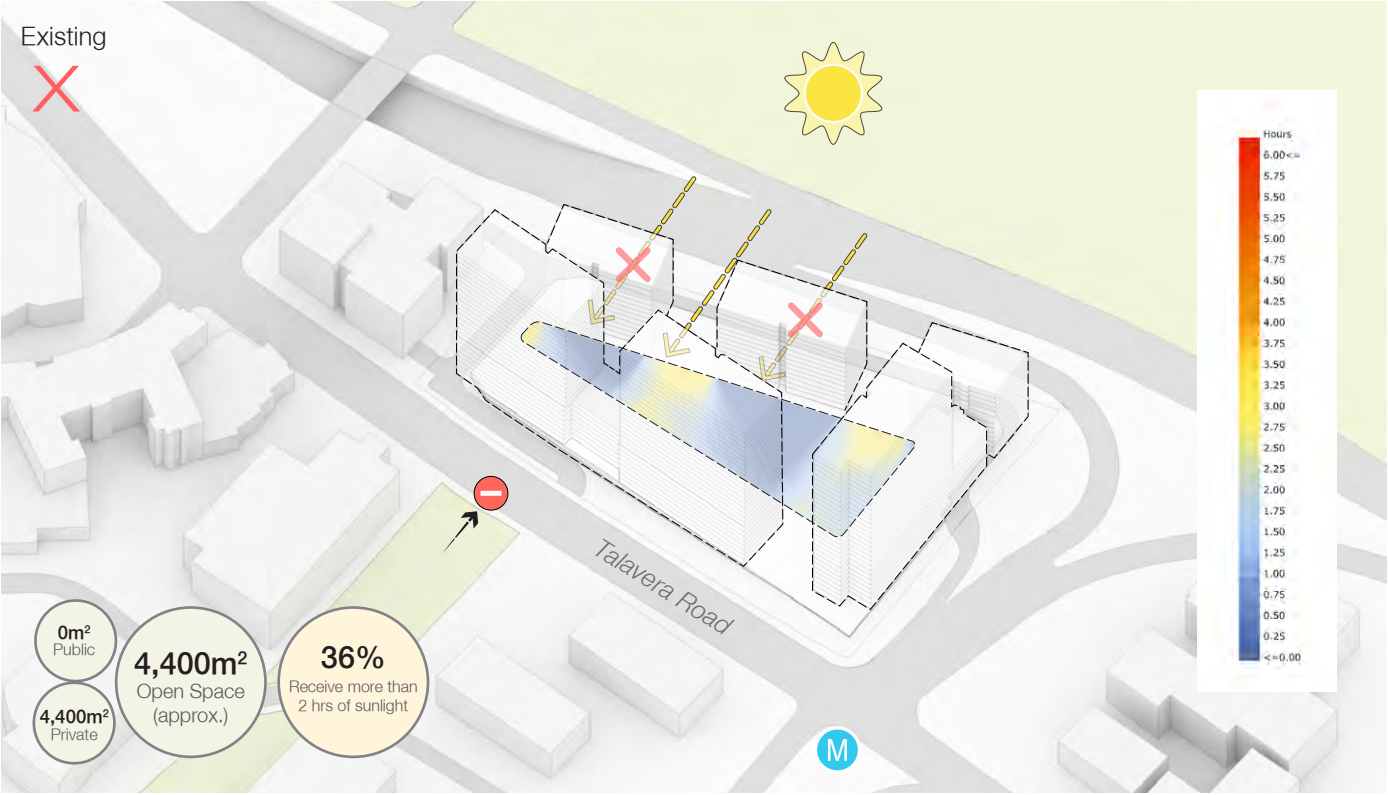 Existing
Hours
6.00<=
5.75
5.50
5.25
5.00
4.75
4.50
4.25
4.00
3.75
3.50
3.25
3.00
2.75
2.50
2.25
2.00
1.75
1.50
1.25
1.00
0.75
0.50
0.25
<=0.00
Talavera Road
0m²
Public
4,400m²
Private
4,400m²
Open Space
(approx.)
36%
Receive more than
2 hrs of sunlight
M